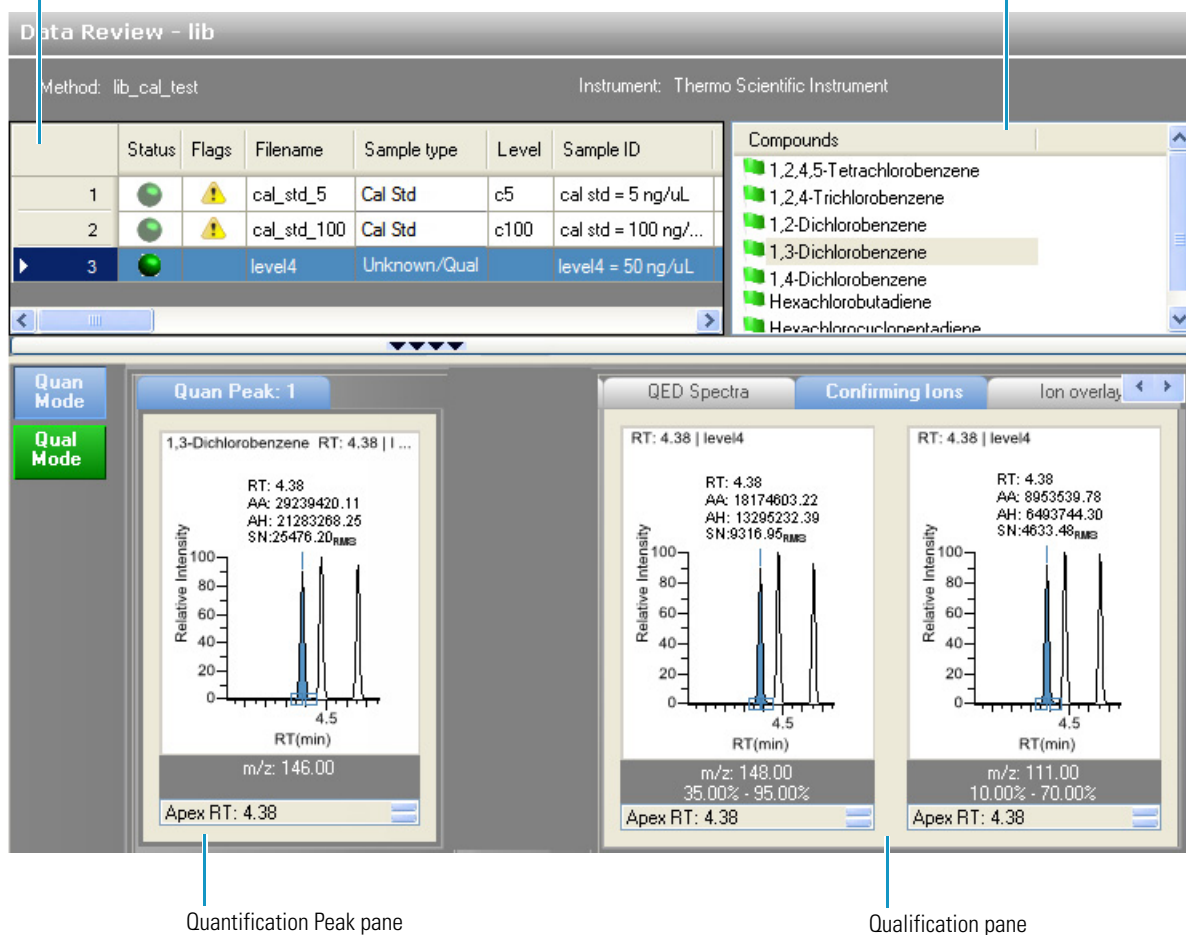 Data Review - lib
Method: lib_cal_test
Instrument: Thermo Scientific Instrument
Status Flags Filename Sample type Level Sample ID
1 cal_std_5 Cal Std c5 cal std = 5 ng/uL
2 cal_std_100 Cal Std c100 cal std = 100 ng/...
3 level4 Unknown/Qual level4 = 50 ng/uL
Compounds
1,2,4,5-Tetrachlorobenzene
1,2,4-Trichlorobenzene
1,2-Dichlorobenzene
1,3-Dichlorobenzene
1,4-Dichlorobenzene
Hexachlorobutadiene
Hexachlorocyclopentadiene
Quan
Mode
Qual
Mode
Quan Peak: 1
1,3-Dichlorobenzene RT: 4.38 | l ...
RT: 4.38
AA: 29239420.11
AH: 21283268.25
SN:25476.20RMS
Relative Intensity
100
80
60
40
20
0
4.5
RT(min)
m/z: 146.00
Apex RT: 4.38
QED Spectra
Confirming Ions
Ion overlay
RT: 4.38 | level4
RT: 4.38
AA: 18174603.22
AH: 13295232.39
SN:9316.95RMS
Relative Intensity
100
80
60
40
20
0
4.5
RT(min)
m/z: 148.00
35.00% - 95.00%
Apex RT: 4.38
RT: 4.38 | level4
RT: 4.38
AA: 8953539.78
AH: 6493744.30
SN:4633.48RMS
Relative Intensity
100
80
60
40
20
0
4.5
RT(min)
m/z: 111.00
10.00% - 70.00%
Apex RT: 4.38
Quantification Peak pane
Qualification pane